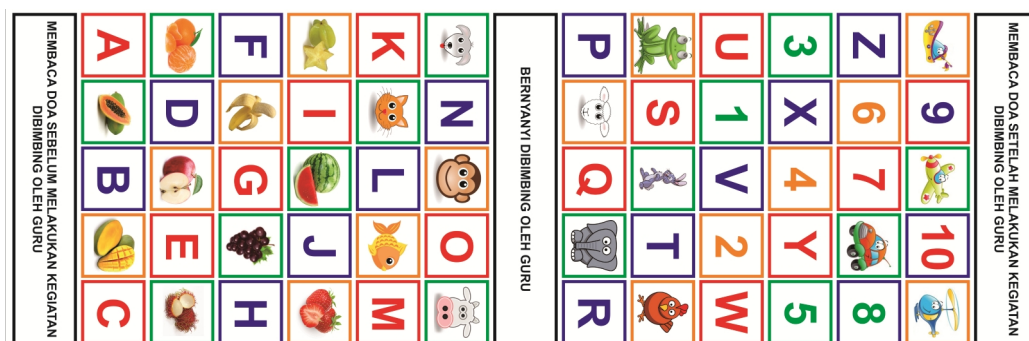 MEMBACA DOA SETELAH MELAKUKAN KEGIATAN
DIBIMBING OLEH GURU
9 10
Z 6 7 8
3 X 4 Y 5
U 1 V 2 W
S T
P Q R
BERNYANYI DIBIMBING OLEH GURU
N O
K L M
I J
F G H
D E
A B C
MEMBACA DOA SEBELUM MELAKUKAN KEGIATAN
DIBIMBING OLEH GURU